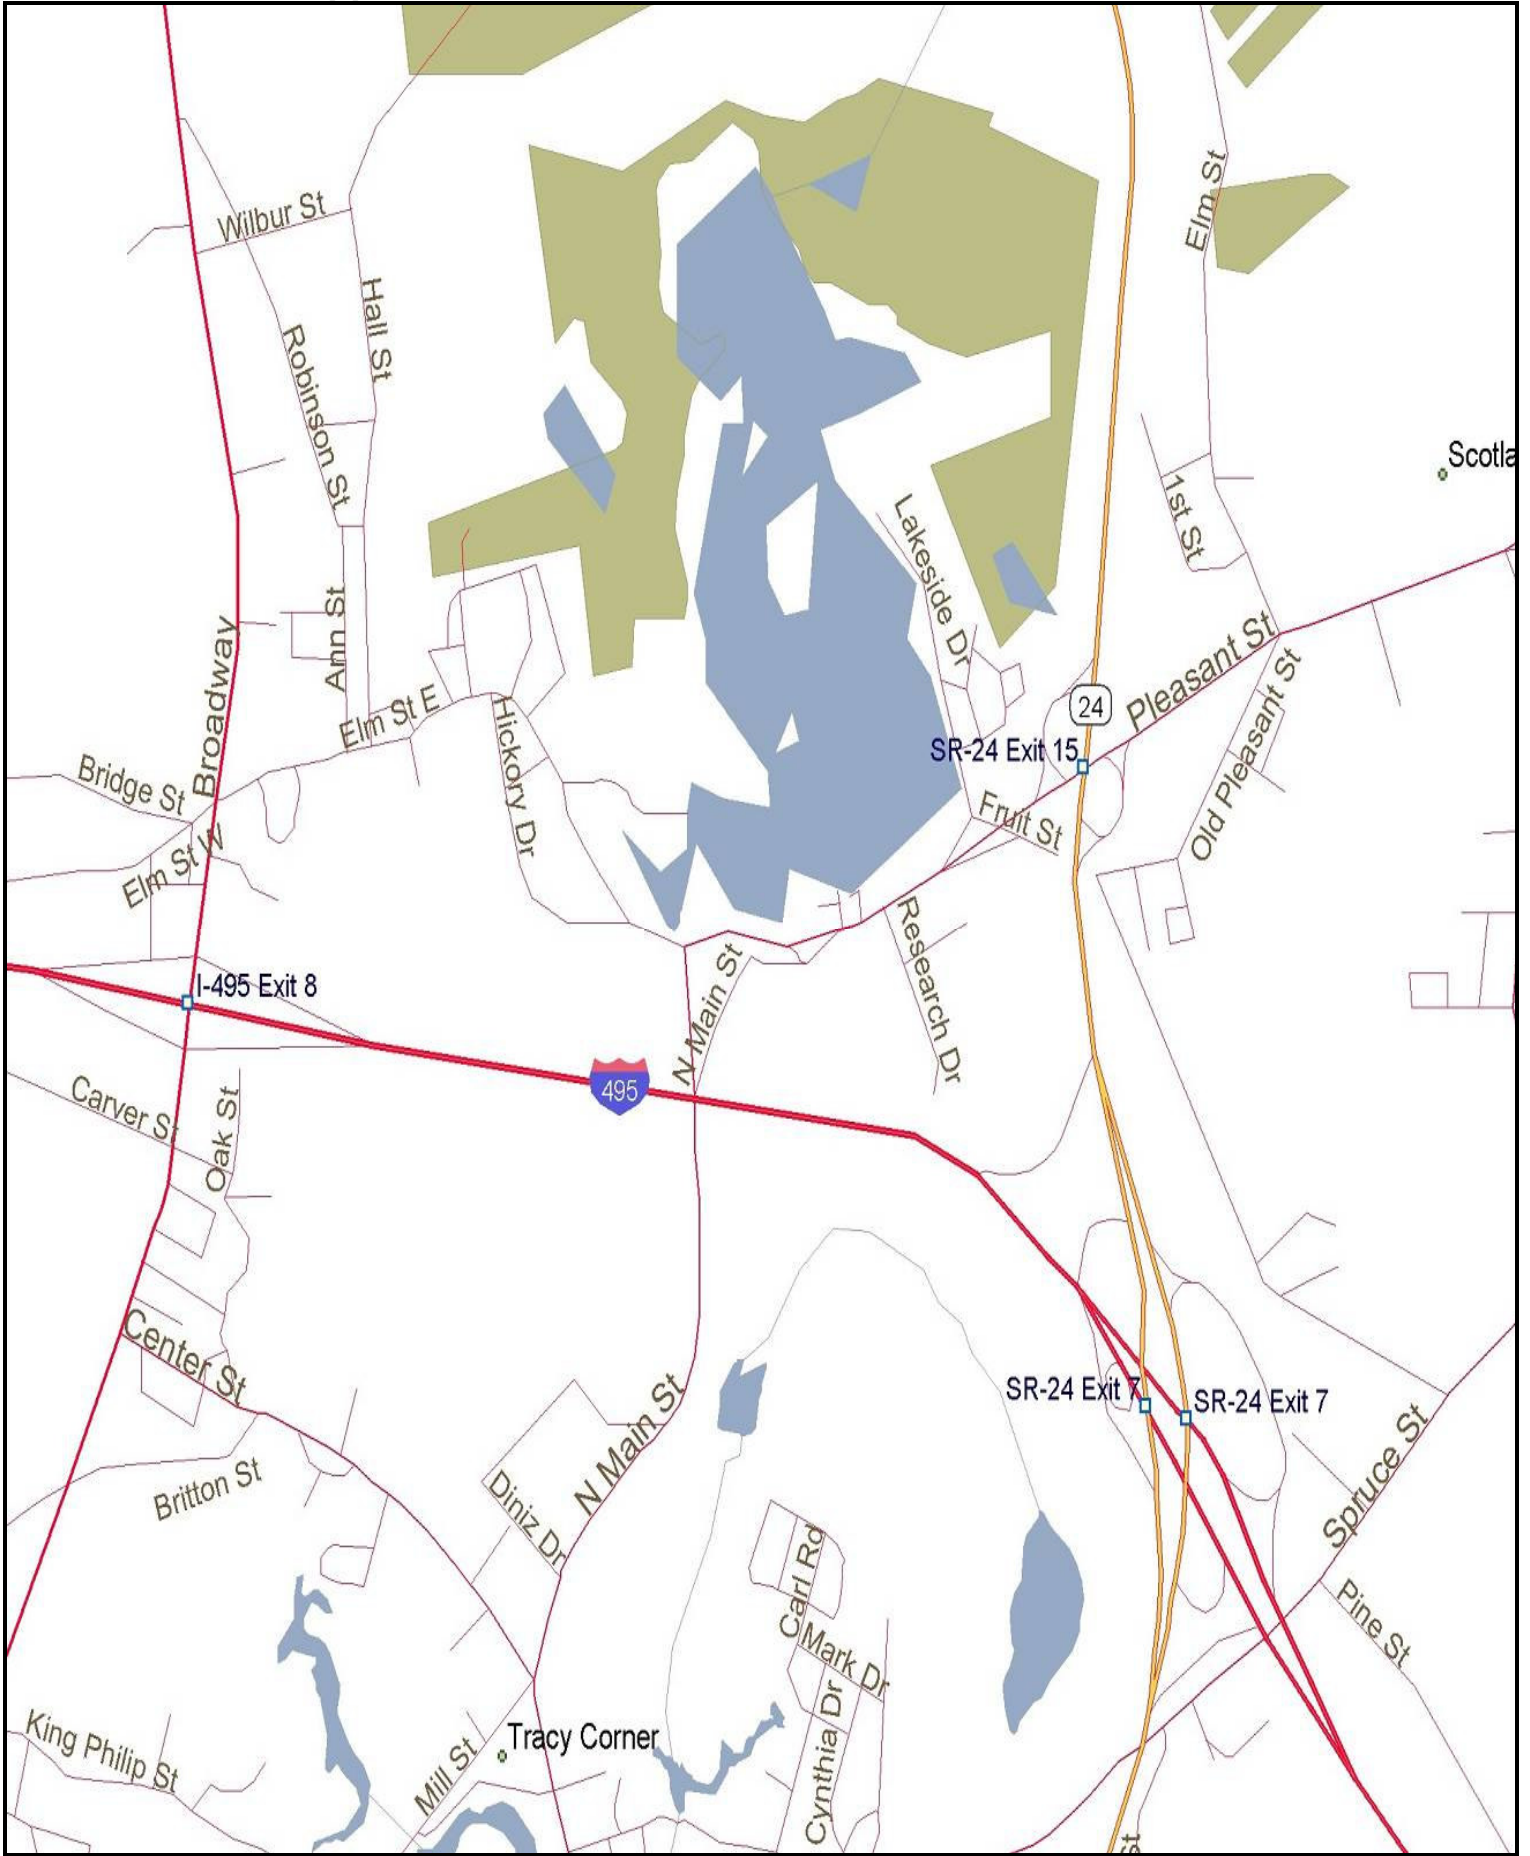 Wilbur St
Elm St
Hall St
Robinson St
Scotla
1st St
Lakeside Dr
Ann St
Broadway
Pleasant St
Elm St E
Hickory Dr
24
Old Pleasant St
SR-24 Exit 15
Bridge St
Fruit St
Elm St W
Research Dr
N Main St
I-495 Exit 8
495
Carver St
Oak St
Center St
SR-24 Exit 7
SR-24 Exit 7
N Main St
Spruce St
Britton St
Diniz Dr
Carl Rd
Pine St
Mark Dr
King Philip St
Mill St
Tracy Corner
Cynthia Dr
St